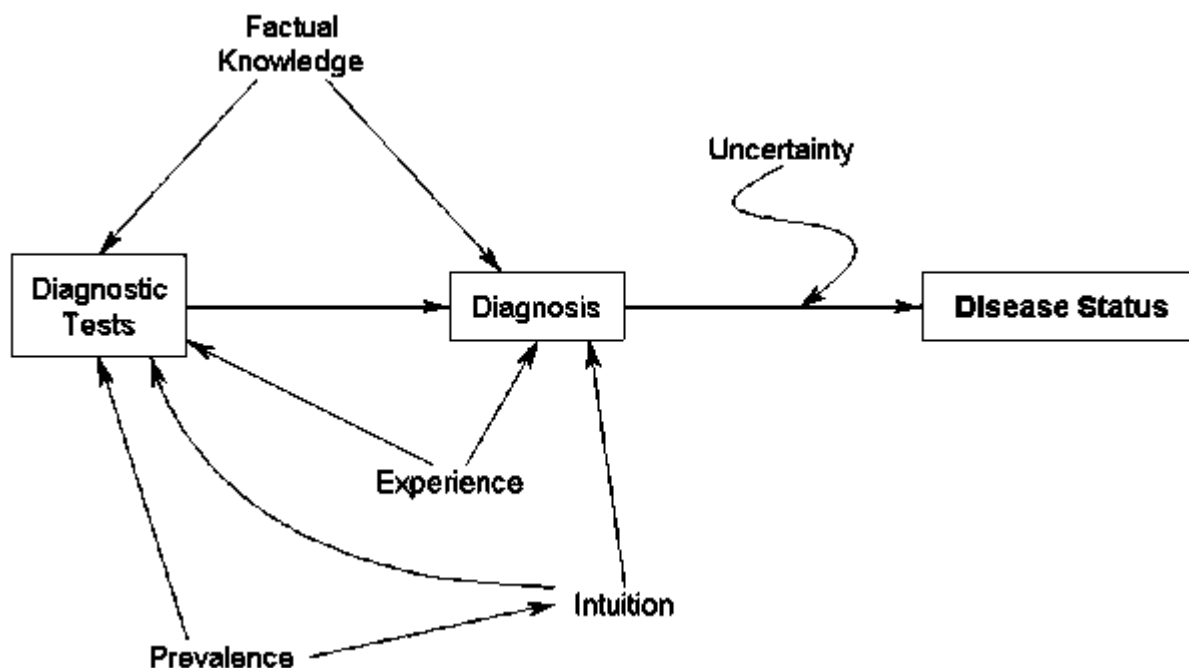 Factual
Knowledge
Uncertainty
Diagnostic
Tests
Diagnosis
Disease Status
Experience
Intuition
Prevalence